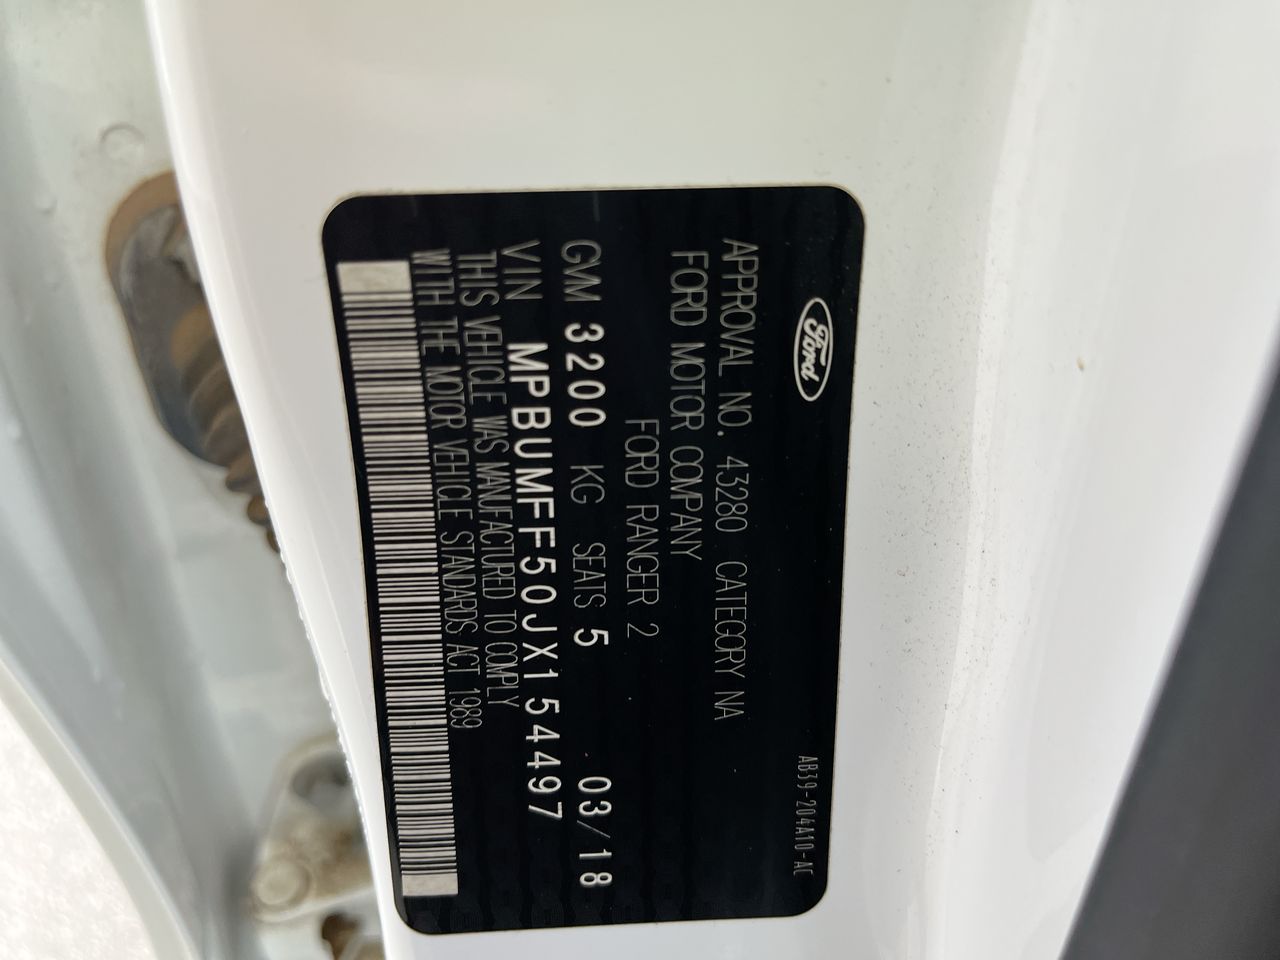 Ford
AB39-204A10-AC
APPROVAL NO. 43280 CATEGORY NA
FORD MOTOR COMPANY
FORD RANGER 2
GVM 3200 KG SEATS 5 03/18
VIN MPBUMFF50JX154497
THIS VEHICLE WAS MANUFACTURED TO COMPLY
WITH THE MOTOR VEHICLE STANDARDS ACT 1989